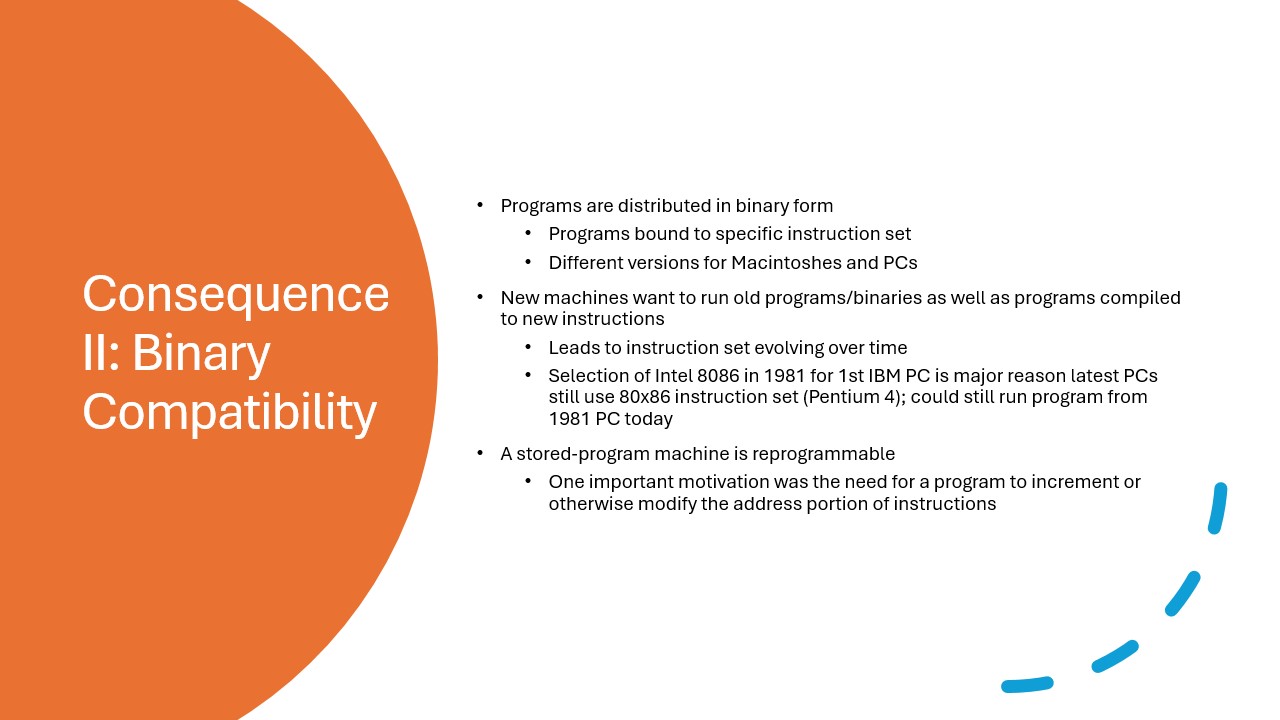 Consequence
II: Binary
Compatibility
• Programs are distributed in binary form
• Programs bound to specific instruction set
• Different versions for Macintoshes and PCs
• New machines want to run old programs/binaries as well as programs compiled
to new instructions
• Leads to instruction set evolving over time
• Selection of Intel 8086 in 1981 for 1st IBM PC is major reason latest PCs
still use 80x86 instruction set (Pentium 4); could still run program from
1981 PC today
• A stored-program machine is reprogrammable
• One important motivation was the need for a program to increment or
otherwise modify the address portion of instructions